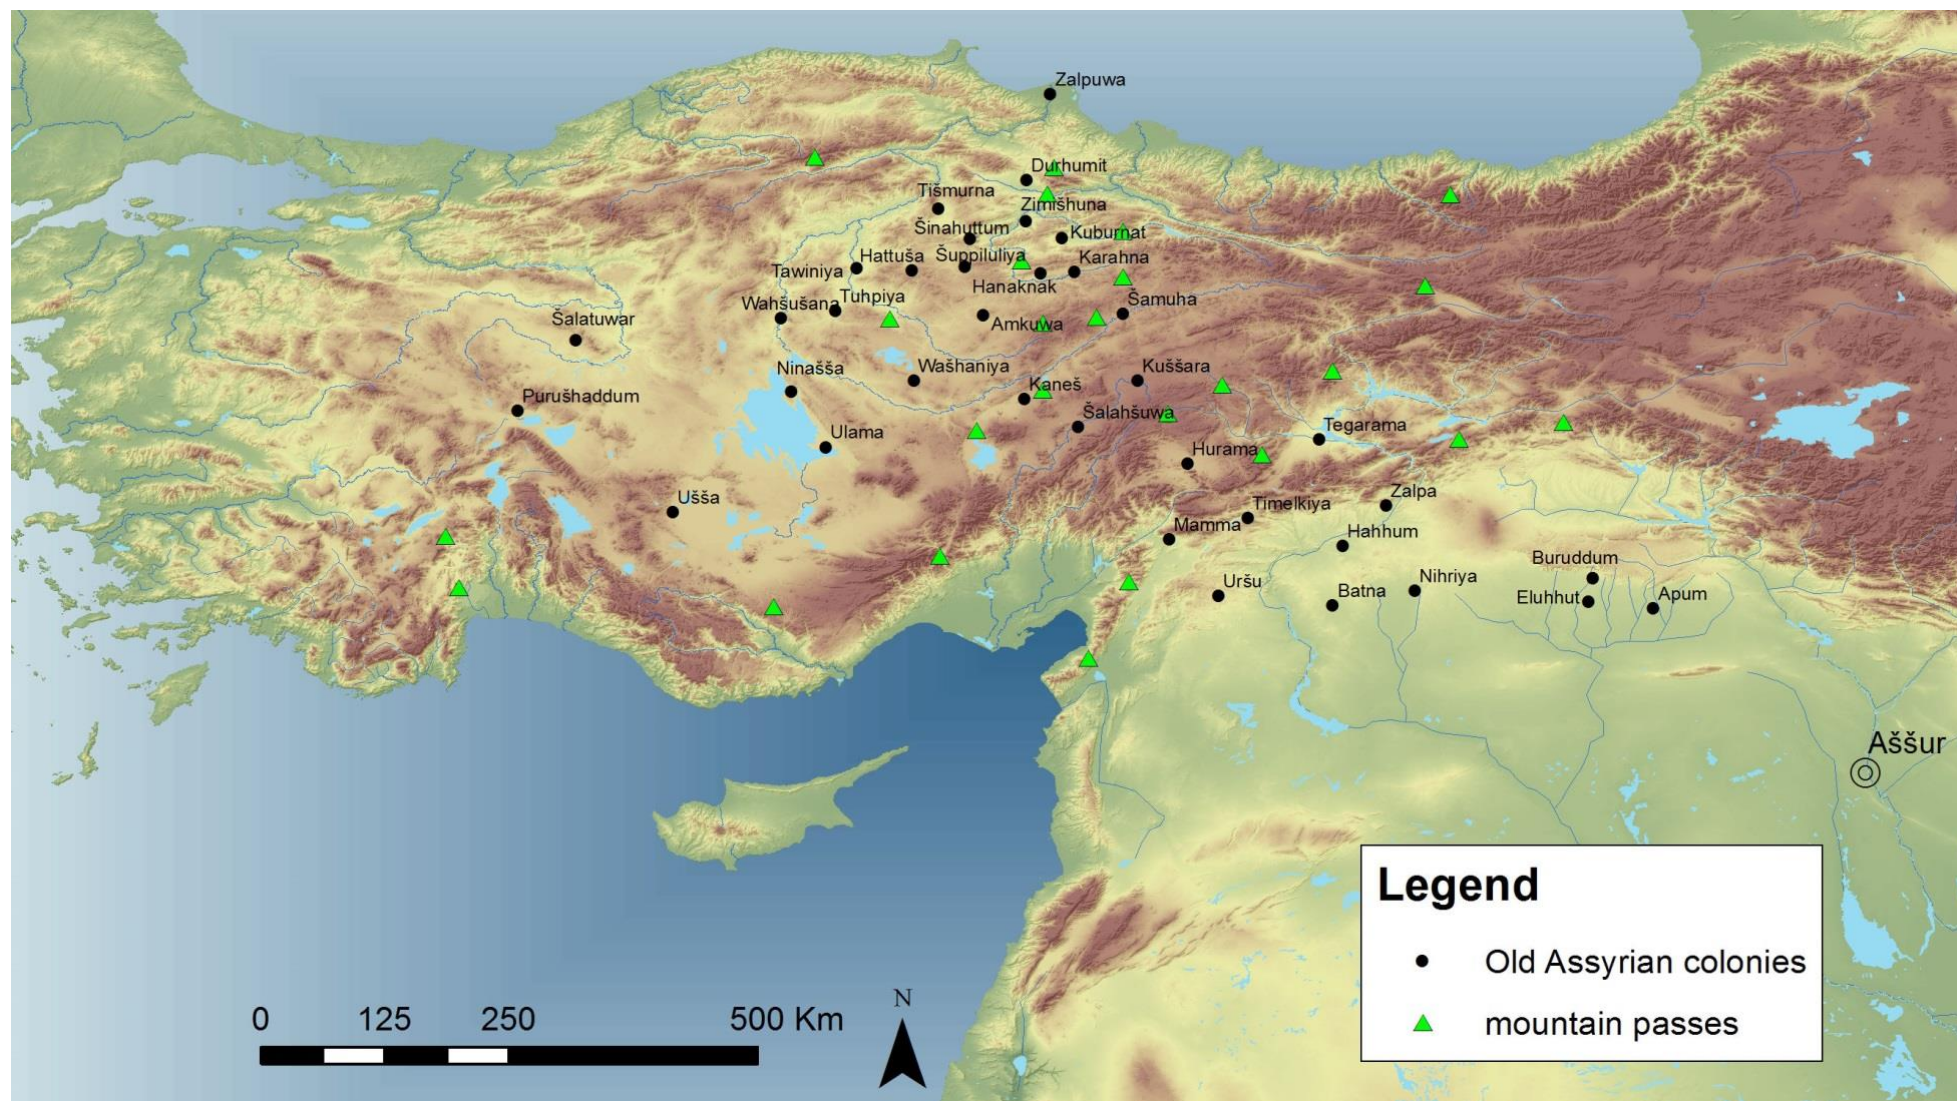 Zalpuwa
Durhumit
Tišmurna
Zimišhuna
Šinahuttum
Kuburnat
Hattuša
Šuppiluliya
Karahna
Tawiniya
Hanaknak
Wahšušana
Tuhpiya
Šamuha
Šalatuwar
Amkuwa
Ninašša
Wašhaniya
Kuššara
Kaneš
Purušhaddum
Šalahšuwa
Ulama
Tegarama
Hurama
Ušša
Zalpa
Timelkiya
Mamma
Hahhum
Buruddum
Uršu
Batna
Nihriya
Eluhhut
Apum
Aššur
Legend
Old Assyrian colonies
mountain passes
N
0 125 250 500 Km